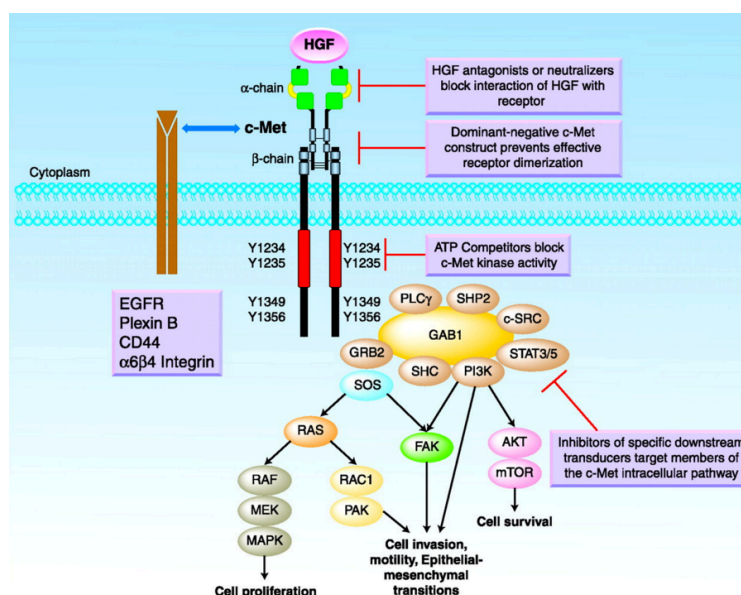 HGF
α-chain
HGF antagonists or neutralizers
block interaction of HGF with
receptor
c-Met
β-chain
Dominant-negative c-Met
construct prevents effective
receptor dimerization
Cytoplasm
Y1234
Y1235
Y1234
Y1235
ATP Competitors block
c-Met kinase activity
Y1349
Y1356
Y1349
Y1356
EGFR
Plexin B
CD44
α6β4 Integrin
PLCγ
SHP2
c-SRC
GAB1
GRB2
STAT3/5
SHC
PI3K
SOS
RAS
FAK
AKT
mTOR
Inhibitors of specific downstream
transducers target members of
the c-Met intracellular pathway
RAF
MEK
MAPK
RAC1
PAK
Cell survival
Cell invasion,
motility, Epithelial-
mesenchymal
transitions
Cell proliferation